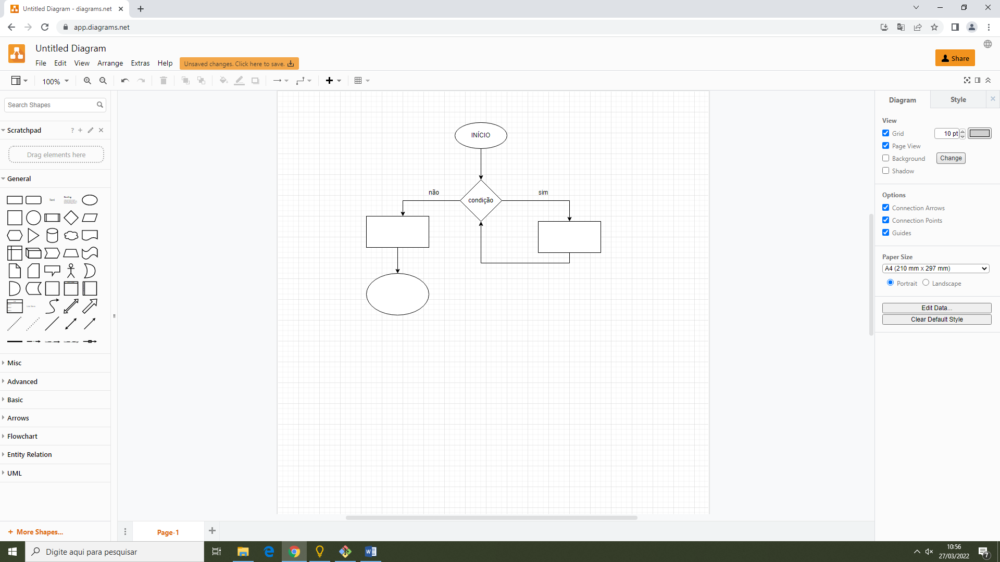 Untitled Diagram - diagrams.net
app.diagrams.net
Untitled Diagram
File Edit View Arrange Extras Help
Unsaved changes. Click here to save.
Share
100%
Search Shapes
Scratchpad
?
Drag elements here
General
Text
Heading
Misc
Advanced
Basic
Arrows
Flowchart
Entity Relation
UML
+ More Shapes...
INÍCIO
não
condição
sim
Page-1
Diagram
Style
View
Grid
10 pt
Page View
Background
Change
Shadow
Options
Connection Arrows
Connection Points
Guides
Paper Size
A4 (210 mm x 297 mm)
Portrait
Landscape
Edit Data...
Clear Default Style
Digite aqui para pesquisar
10:56
27/03/2022
7